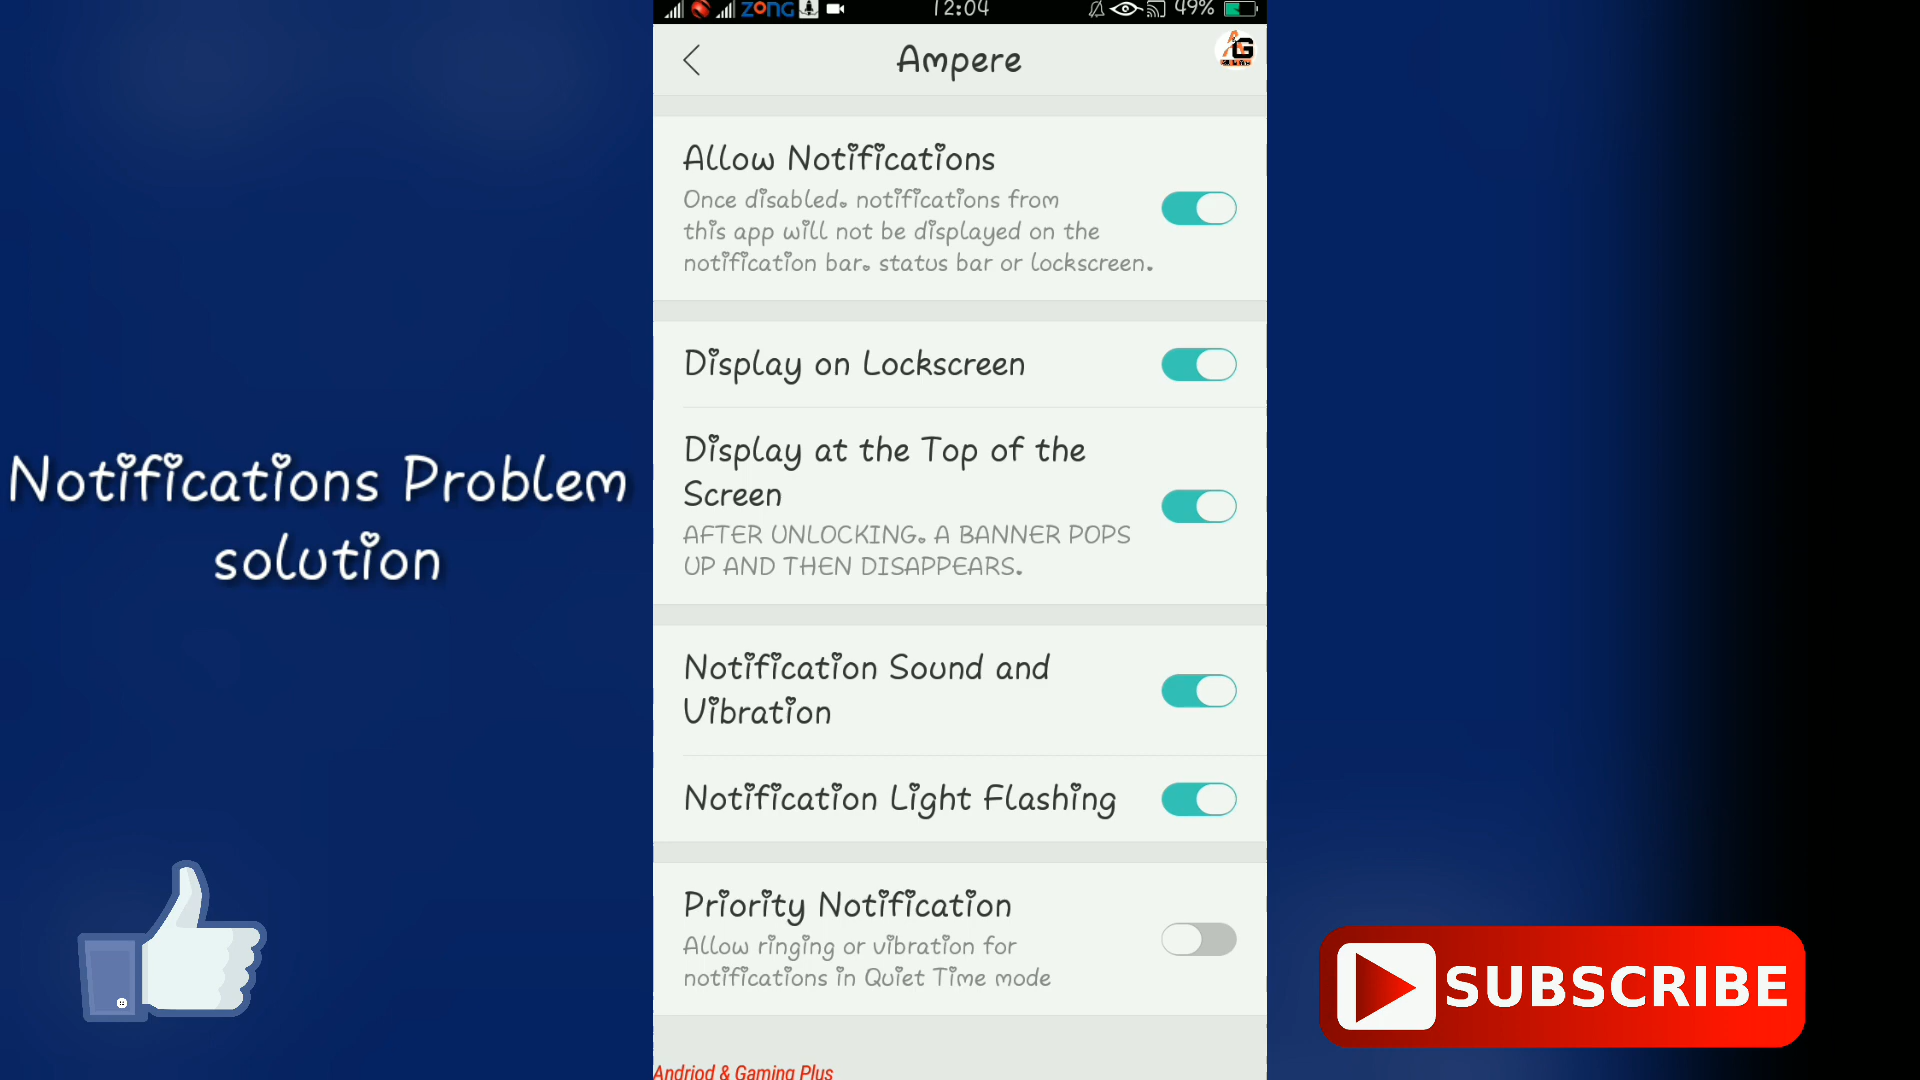 ZONG
12:04
49%
Ampere
AG
Allow Notifications
Once disabled. notifications from
this app will not be displayed on the
notification bar. status bar or lockscreen.
Display on Lockscreen
Display at the Top of the
Screen
AFTER UNLOCKING. A BANNER POPS
UP AND THEN DISAPPEARS.
Notifications Problem
solution
Notification Sound and
Vibration
Notification Light Flashing
Priority Notification
Allow ringing or vibration for
notifications in Quiet Time mode
SUBSCRIBE
Andriod & Gaming Plus